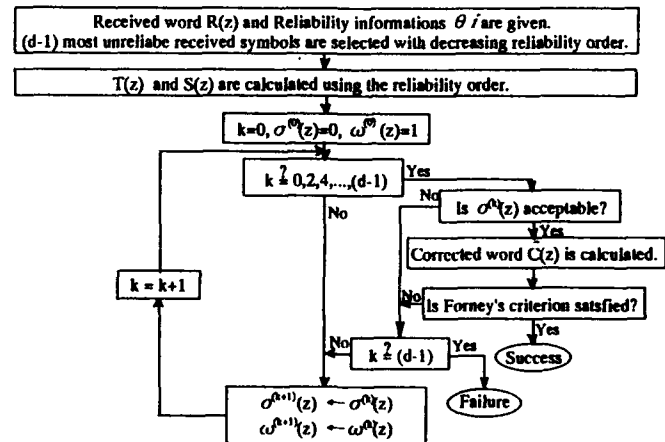 Received word R(z) and Reliability informations θ i are given.
(d-1) most unreliabe received symbols are selected with decreasing reliability order.
T(z) and S(z) are calculated using the reliability order.
k=0, σ^(0)(z)=0, ω^(0)(z)=1
k ≟ 0,2,4,...,(d-1)
Yes
No
Is σ^(k)(z) acceptable?
No
Yes
Corrected word C(z) is calculated.
k = k+1
Is Forney's criterion satsfied?
No
Yes
Success
k ≟ (d-1)
No
Yes
Failure
σ^(k+1)(z) ← σ^(k)(z)
ω^(k+1)(z) ← ω^(k)(z)